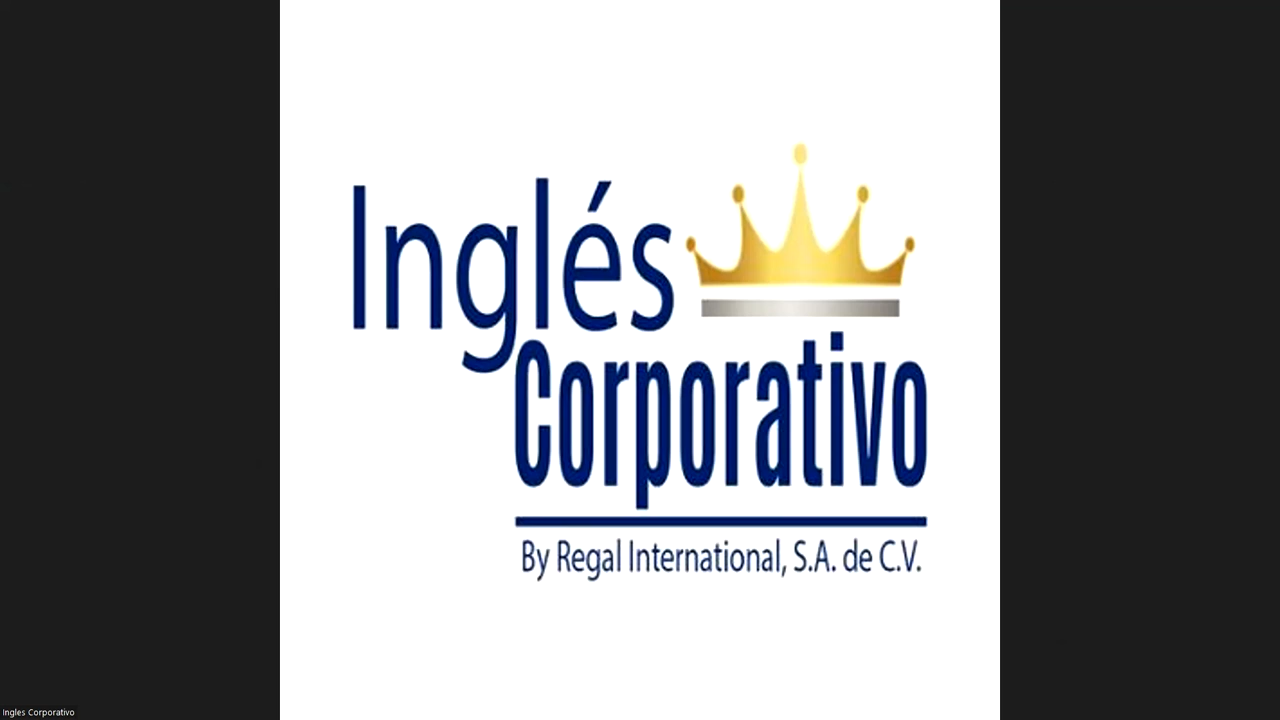 Inglés
Corporativo
By Regal International, S.A. de C.V.
Ingles Corporativo